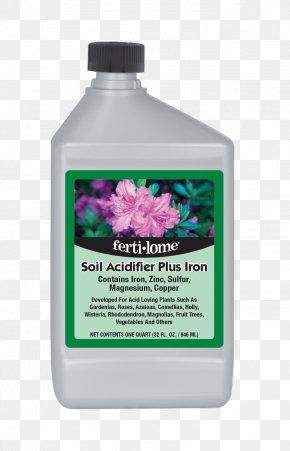 ferti·lome
Soil Acidifier Plus Iron
Contains Iron, Zinc, Sulfur,
Magnesium, Copper
Developed For Acid Loving Plants Such As
Gardenias, Roses, Azaleas, Camellias, Holly,
Wisteria, Rhododendron, Magnolias, Fruit Trees,
Vegetables And Others
NET CONTENTS ONE QUART (32 FL. OZ. / 946 ML)